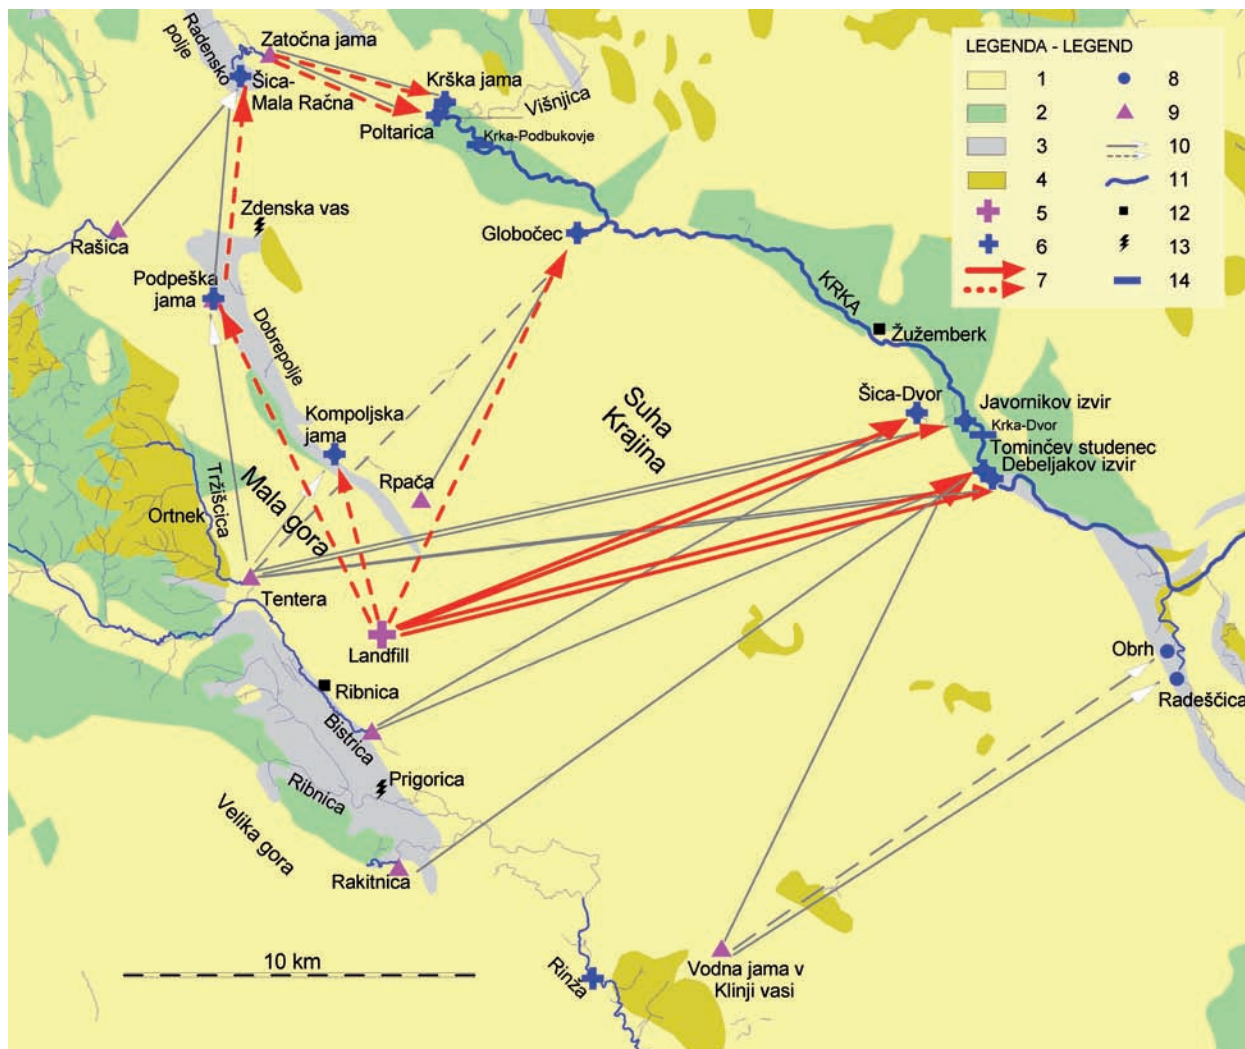 Radensko
polje
Zatočna jama
Šica-
Mala Račna
Krška jama
Višnjica
Poltarica
Krka-Podbukovje
Zdenska vas
Rašica
Globočec
Podpeška
jama
Dobrepolje
KRKA
Žužemberk
Kompoljska
jama
Suha
Krajina
Šica-Dvor
Javornikov izvir
Krka-Dvor
Tominčev studenec
Debeljakov izvir
Tržiščica
Ortnek
Mala gora
Rpača
Tentera
Landfill
Obrh
Radeščica
Ribnica
Bistrica
Prigorica
Ribnica
Velika gora
Rakitnica
Rinža
Vodna jama v
Klinji vasi
10 km
LEGENDA - LEGEND
1
2
3
4
5
6
7
8
9
10
11
12
13
14